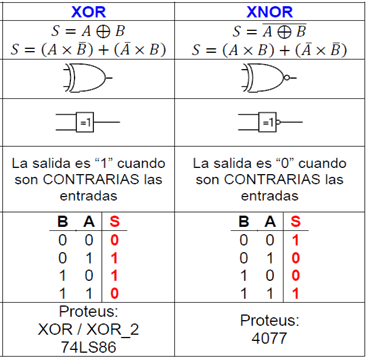 XOR
XNOR
S = A ⊕ B
S = (A × B̄) + (Ā × B)
S = \overline{A ⊕ B}
S = (A × B) + (Ā × B̄)
=1
=1
La salida es “1” cuando
son CONTRARIAS las
entradas
La salida es “0” cuando
son CONTRARIAS las
entradas
B A S
0 0 0
0 1 1
1 0 1
1 1 0
B A S
0 0 1
0 1 0
1 0 0
1 1 1
Proteus:
XOR / XOR_2
74LS86
Proteus:
4077